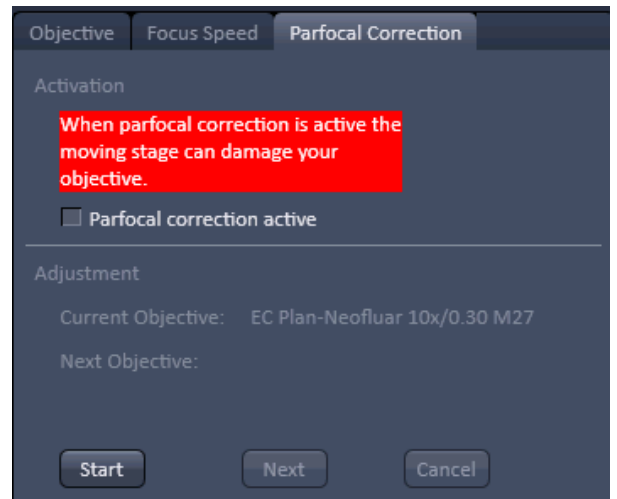 Objective Focus Speed Parfocal Correction
Activation
When parfocal correction is active the
moving stage can damage your
objective.
Parfocal correction active
Adjustment
Current Objective: EC Plan-Neofluar 10x/0.30 M27
Next Objective:
Start Next Cancel